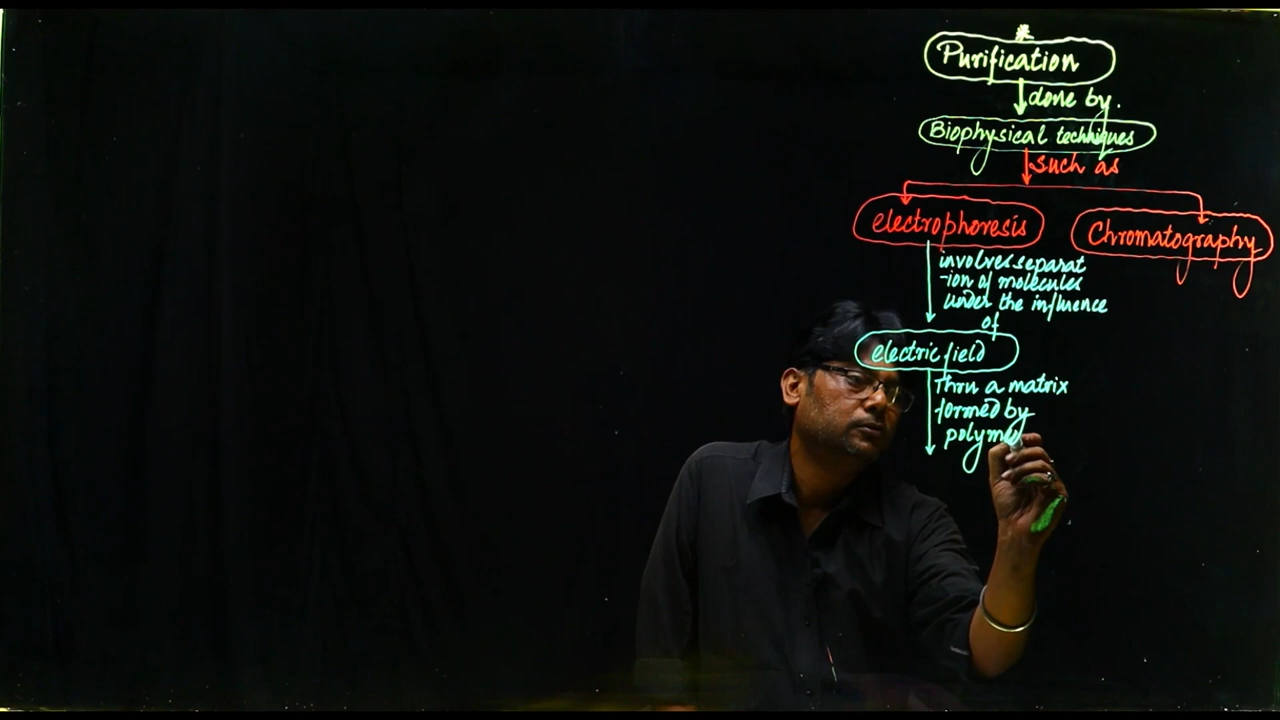 Purification
done by.
Biophysical techniques
such as
electrophoresis
Chromatography
involves separat
-ion of molecules
under the influence
of
electric field
Thru a matrix
formed by